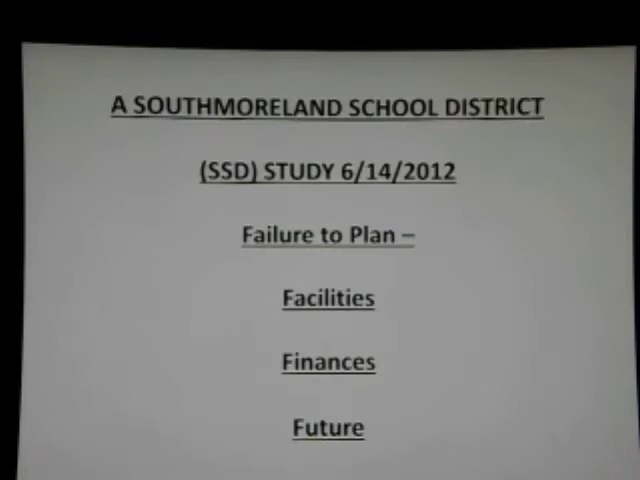 A SOUTHMORELAND SCHOOL DISTRICT
(SSD) STUDY 6/14/2012
Failure to Plan –
Facilities
Finances
Future